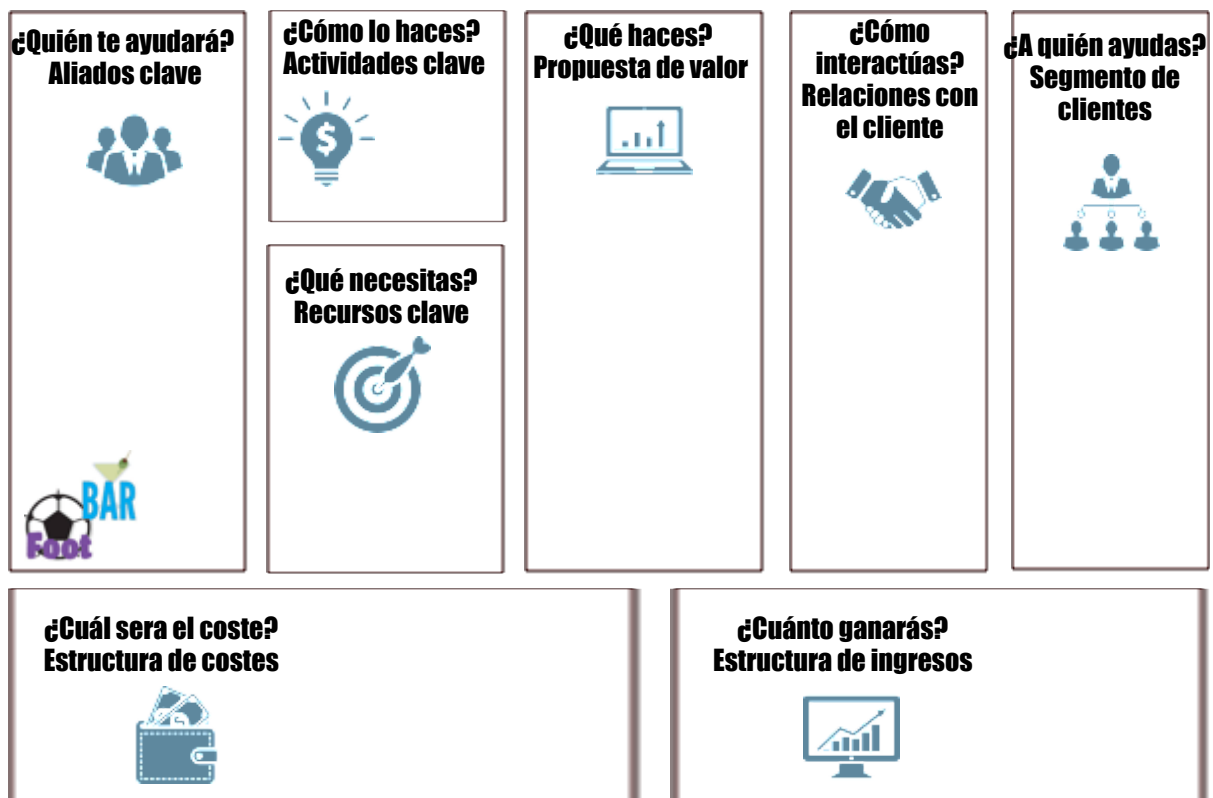 ¿Quién te ayudará?
Aliados clave
¿Cómo lo haces?
Actividades clave
¿Qué necesitas?
Recursos clave
¿Qué haces?
Propuesta de valor
¿Cómo
interactúas?
Relaciones con
el cliente
¿A quién ayudas?
Segmento de
clientes
BAR
Foot
¿Cuál sera el coste?
Estructura de costes
¿Cuánto ganarás?
Estructura de ingresos